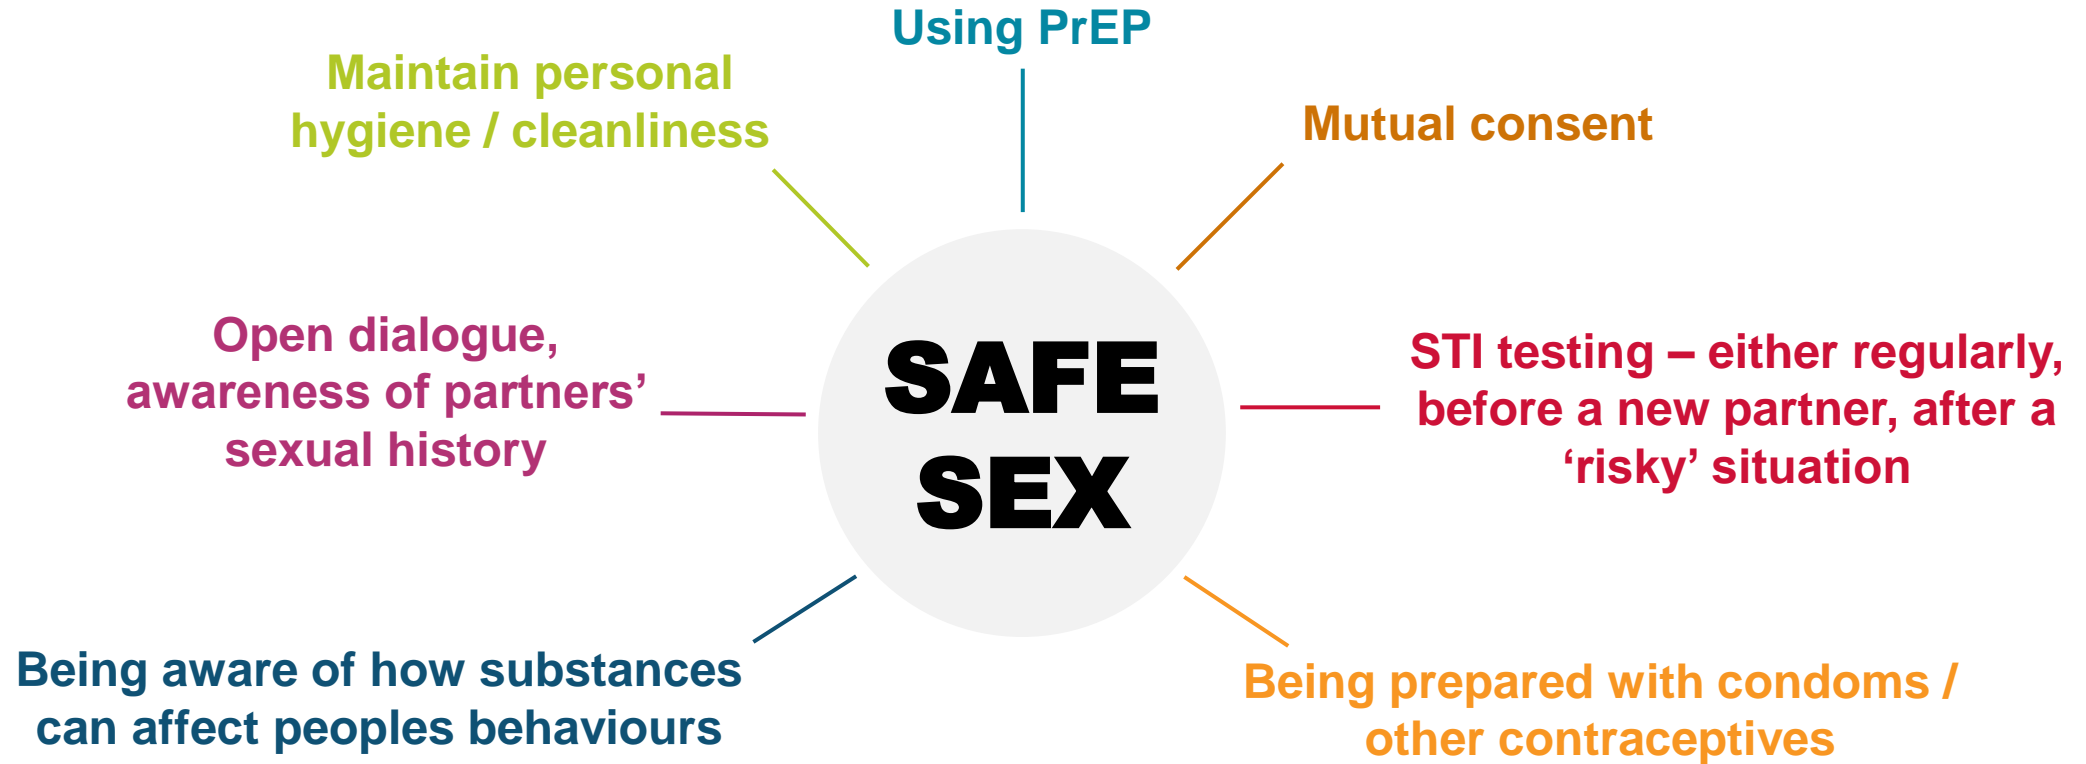 Using PrEP
Maintain personal
hygiene / cleanliness
Mutual consent
Open dialogue,
awareness of partners’
sexual history
SAFE
SEX
STI testing – either regularly,
before a new partner, after a
‘risky’ situation
Being aware of how substances
can affect peoples behaviours
Being prepared with condoms /
other contraceptives